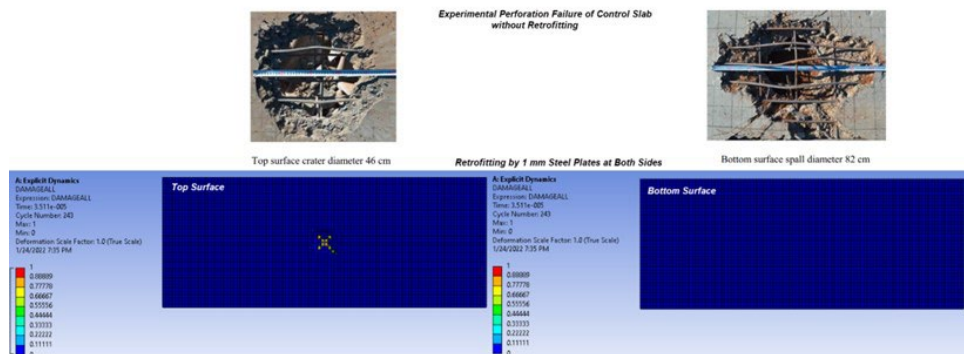 Experimental Perforation Failure of Control Slab
without Retrofitting
Top surface crater diameter 46 cm
Bottom surface spall diameter 82 cm
Retrofitting by 1 mm Steel Plates at Both Sides
A: Explicit Dynamics
DAMAGEALL
Expression: DAMAGEALL
Time: 3.511e-005
Cycle Number: 243
Max: 1
Min: 0
Deformation Scale Factor: 1.0 (True Scale)
1/24/2022 7:35 PM
1
0.88889
0.77778
0.66667
0.55556
0.44444
0.33333
0.22222
0.11111
0
Top Surface
A: Explicit Dynamics
DAMAGEALL
Expression: DAMAGEALL
Time: 3.511e-005
Cycle Number: 243
Max: 1
Min: 0
Deformation Scale Factor: 1.0 (True Scale)
1/24/2022 7:35 PM
1
0.88889
0.77778
0.66667
0.55556
0.44444
0.33333
0.22222
0.11111
0
Bottom Surface